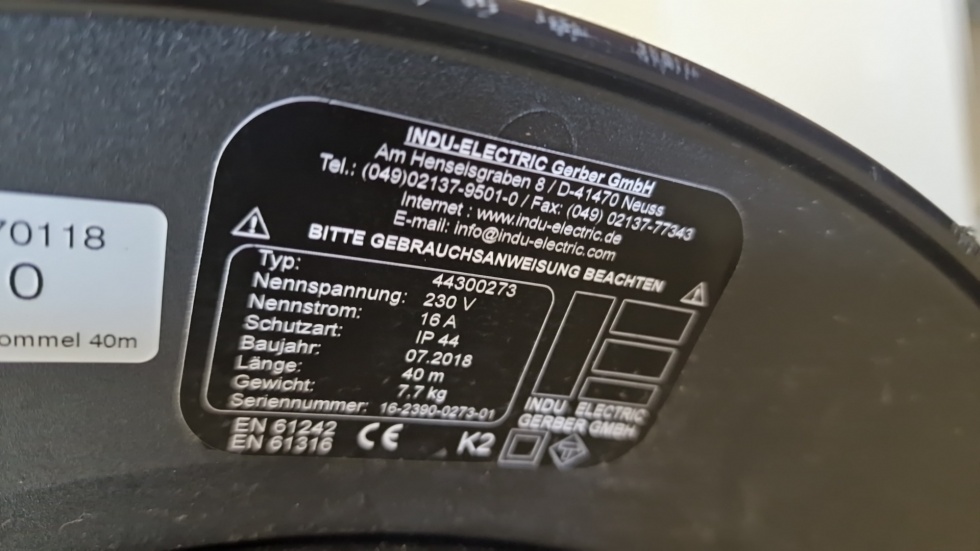 INDU-ELECTRIC Gerber GmbH
Am Henselsgraben 8 / D-41470 Neuss
Tel.: (049)02137-9501-0 / Fax: (049) 02137-77343
Internet : www.indu-electric.de
E-mail: info@indu-electric.com
BITTE GEBRAUCHSANWEISUNG BEACHTEN
Typ: 44300273
Nennspannung: 230 V
Nennstrom: 16 A
Schutzart: IP 44
Baujahr: 07.2018
Länge: 40 m
Gewicht: 7,7 kg
Seriennummer: 16-2390-0273-01
INDU ELECTRIC
GERBER GMBH
EN 61242
EN 61316
CE K2
70118
0
ommel 40m